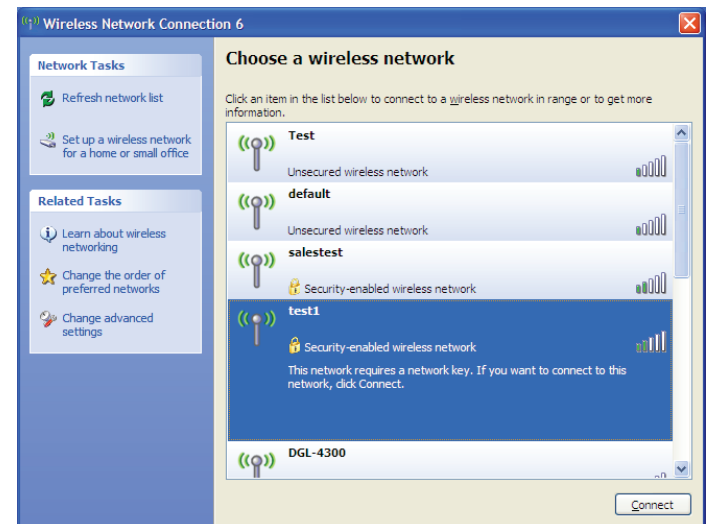 Wireless Network Connection 6
Network Tasks
Refresh network list
Set up a wireless network
for a home or small office
Related Tasks
Learn about wireless
networking
Change the order of
preferred networks
Change advanced
settings
Choose a wireless network
Click an item in the list below to connect to a wireless network in range or to get more
information.
Test
Unsecured wireless network
default
Unsecured wireless network
salestest
Security-enabled wireless network
test1
Security-enabled wireless network
This network requires a network key. If you want to connect to this
network, click Connect.
DGL-4300
Connect